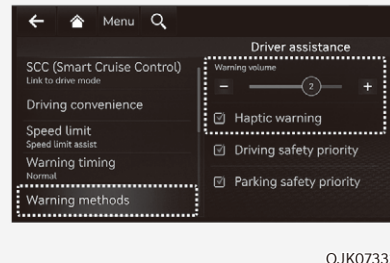 Menu
Driver assistance
SCC (Smart Cruise Control)
Link to drive mode
Driving convenience
Speed limit
Speed limit assist
Warning timing
Normal
Warning methods
Warning volume
− 2 +
Haptic warning
Driving safety priority
Parking safety priority
OJK0733